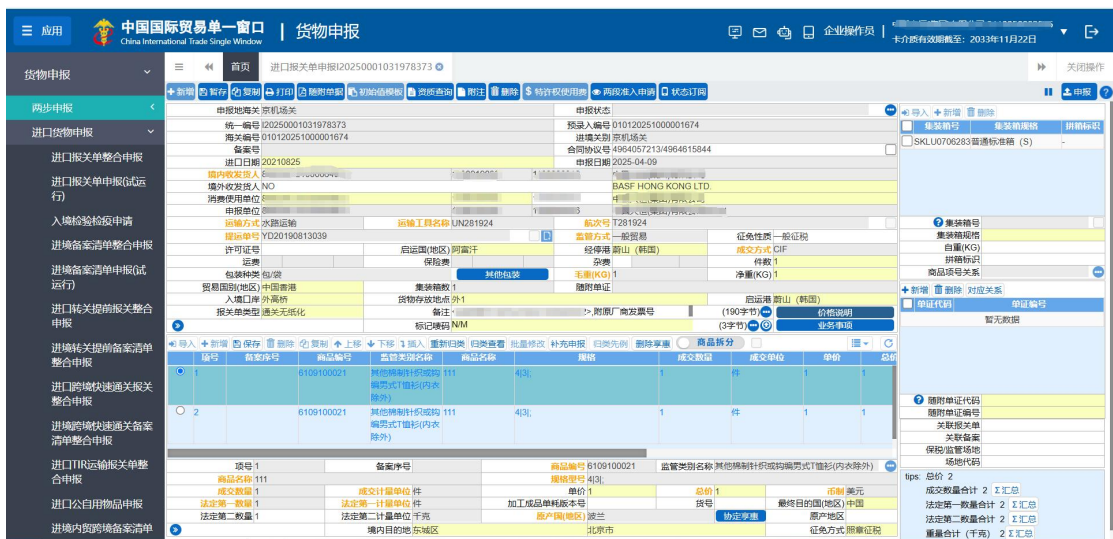 三 应用
中国国际贸易单一窗口 | 货物申报
China International Trade Single Window
企业操作员
卡介质有效期截至: 2033年11月22日
货物申报
首页 进口报关单申报I20250001031978373
关闭操作
+新增 暂存 复制 打印 随附单据 初始值模板 资质查询 附注 删除 $ 特许权使用费 两段准入申请 状态订阅
申报
两步申报
进口货物申报
进口报关单整合申报
进口报关单申报(试运行)
入境检验检疫申请
进境备案清单整合申报
进境备案清单申报(试运行)
进口转关提前报关整合申报
进境转关提前备案清单整合申报
进口跨境快速通关报关整合申报
进境跨境快速通关备案清单整合申报
进口TIR运输报关单整合申报
进口公自用物品申报
进境内贸跨境备案清单
申报地海关 京机场关 申报状态
统一编号 I20250001031978373 预录入编号 010120251000001674
海关编号 010120251000001674 进境关别 京机场关
备案号 合同协议号 4964057213/4964615844
进口日期 20210825 申报日期 2025-04-09
境内收发货人
境外收发货人 NO BASF HONG KONG LTD.
消费使用单位
申报单位
运输方式 水路运输 运输工具名称 UN281924 航次号 T281924
提运单号 YD20190813039 监管方式 一般贸易 征免性质 一般征税
许可证号 启运国(地区) 阿富汗 经停港 蔚山（韩国） 成交方式 CIF
运费 保险费 杂费 件数 1
包装种类 包/袋 其他包装 毛重(KG) 1 净重(KG) 1
贸易国别(地区) 中国香港 集装箱数 1 随附单证
入境口岸 外高桥 货物存放地点 外1 启运港 蔚山（韩国）
报关单类型 通关无纸化 备注 >,附原厂商发票号 (190字节) 价格说明
标记唛码 N/M (3字节) 业务事项
导入 +新增 保存 删除 复制 上移 下移 插入 重新归类 归类查看 批量修改 补充申报 归类先例 删除享惠 商品拆分
项号 备案序号 商品编号 监管类别名称 商品名称 规格 成交数量 成交单位 单价 总价
1 6109100021 其他棉制针织或钩编男式T恤衫(内衣除外) 111 4|3|; 1 件 1 1
2 6109100021 其他棉制针织或钩编男式T恤衫(内衣除外) 111 4|3|; 1 件 1 1
项号 1 备案序号 商品编号 6109100021 监管类别名称 其他棉制针织或钩编男式T恤衫(内衣除外)
商品名称 111 规格型号 4|3|;
成交数量 1 成交计量单位 件 单价 1 总价 1 币制 美元
法定第一数量 1 法定第一计量单位 件 加工成品单耗版本号 货号 最终目的国(地区) 中国
法定第二数量 1 法定第二计量单位 千克 原产国(地区) 波兰 协定享惠 原产地区
境内目的地 东城区 北京市 征免方式 照章征税
导入 +新增 删除
集装箱号 集装箱规格 拼箱标识
SKLU0706283 普通标准箱（S） -
集装箱号
集装箱规格
自重(KG)
拼箱标识
商品项号关系
+新增 删除 对应关系
单证代码 单证编号
暂无数据
随附单证代码
随附单证编号
关联报关单
关联备案
保税/监管场地
场地代码
tips: 总价 2
成交数量合计 2 Σ汇总
法定第一数量合计 2 Σ汇总
法定第二数量合计 2 Σ汇总
重量合计（千克） 2 Σ汇总